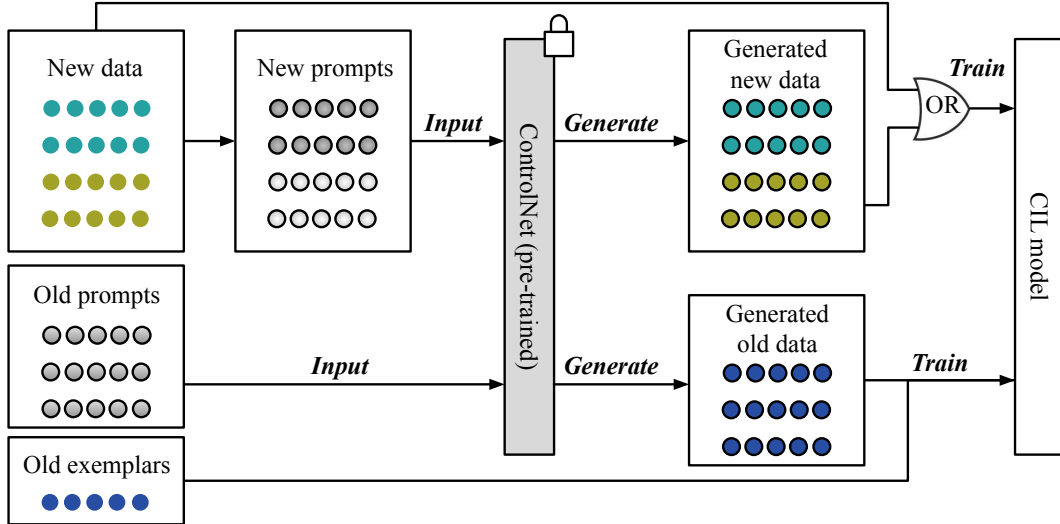 New data
New prompts
Input
ControlNet (pre-trained)
Generate
Generated
new data
OR
Train
CIL model
Old prompts
Input
Generate
Generated
old data
Train
Old exemplars